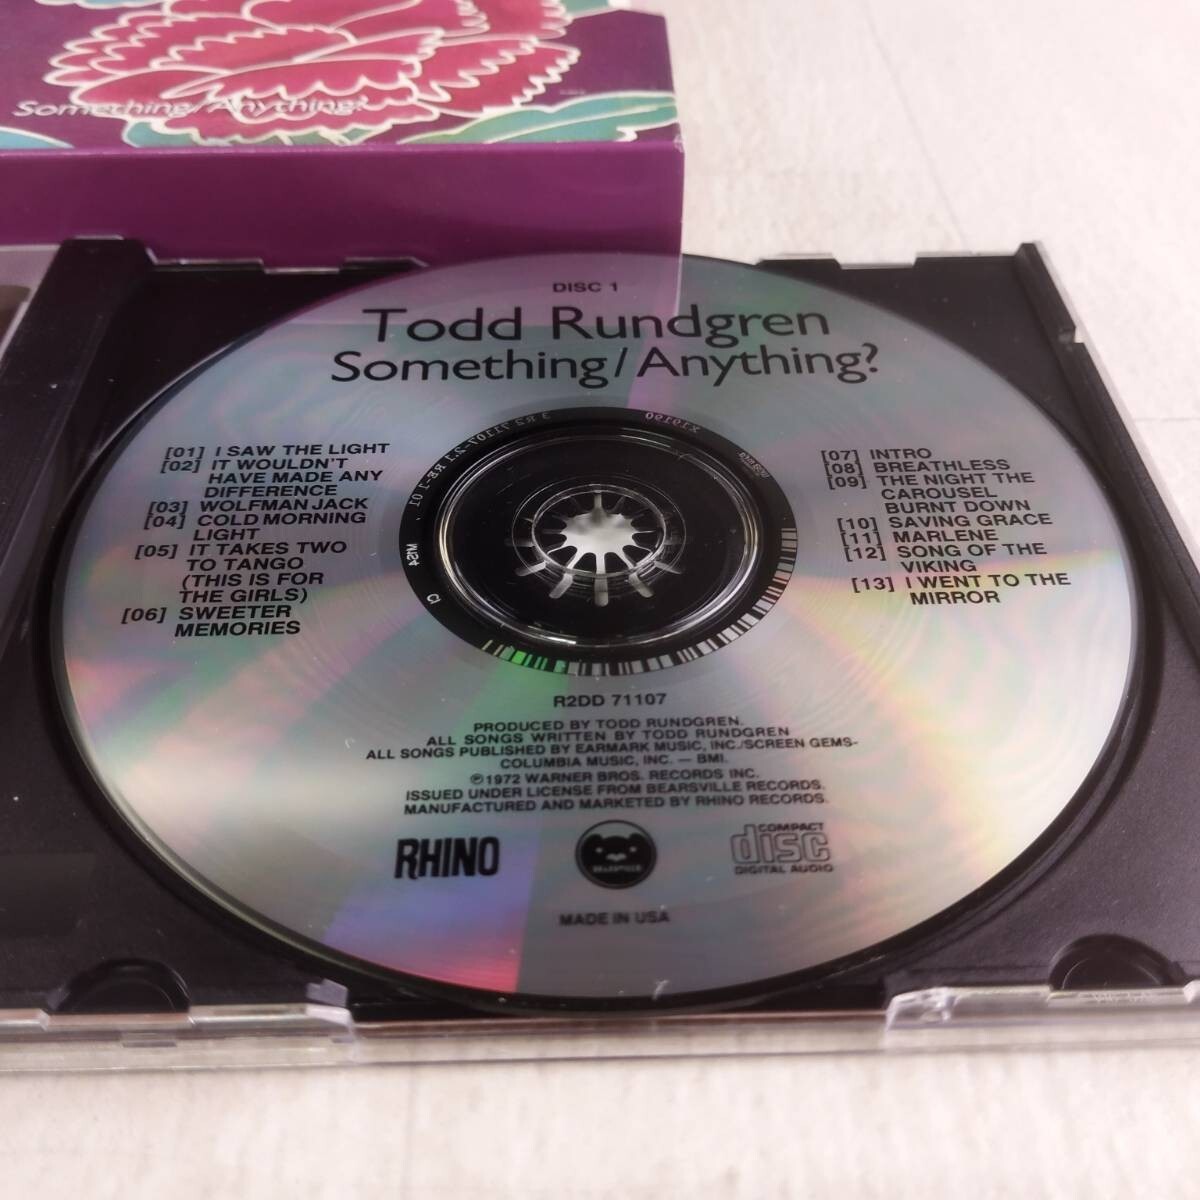 Something/Anything?
DISC 1
Todd Rundgren
Something/Anything?
[01] I SAW THE LIGHT
[02] IT WOULDN'T
HAVE MADE ANY
DIFFERENCE
[03] WOLFMAN JACK
[04] COLD MORNING
LIGHT
[05] IT TAKES TWO
TO TANGO
(THIS IS FOR
THE GIRLS)
[06] SWEETER
MEMORIES
[07] INTRO
[08] BREATHLESS
[09] THE NIGHT THE
CAROUSEL
BURNT DOWN
[10] SAVING GRACE
[11] MARLENE
[12] SONG OF THE
VIKING
[13] I WENT TO THE
MIRROR
R2DD 71107
PRODUCED BY TODD RUNDGREN.
ALL SONGS WRITTEN BY TODD RUNDGREN
ALL SONGS PUBLISHED BY EARMARK MUSIC, INC./SCREEN GEMS-
COLUMBIA MUSIC, INC. — BMI.
℗1972 WARNER BROS. RECORDS INC.
ISSUED UNDER LICENSE FROM BEARSVILLE RECORDS.
MANUFACTURED AND MARKETED BY RHINO RECORDS.
RHINO
COMPACT
disc
DIGITAL AUDIO
MADE IN USA